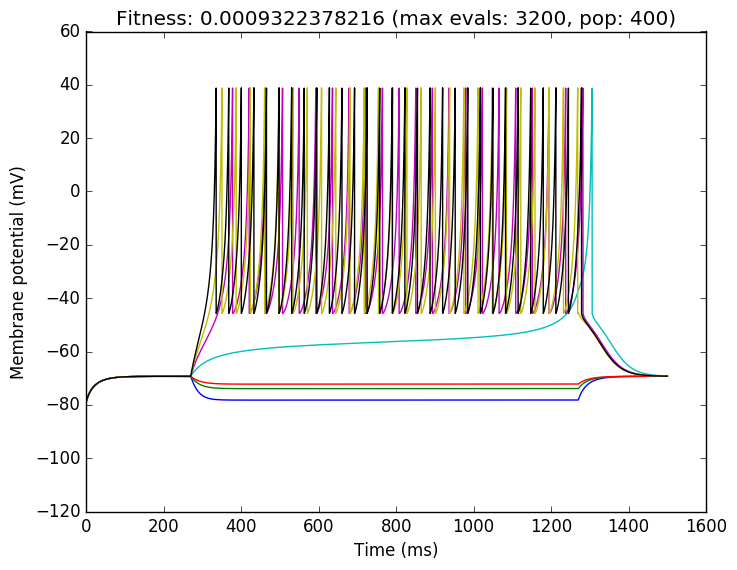 Fitness: 0.0009322378216 (max evals: 3200, pop: 400)
60
40
20
0
−20
−40
−60
−80
−100
−120
Membrane potential (mV)
0 200 400 600 800 1000 1200 1400 1600
Time (ms)